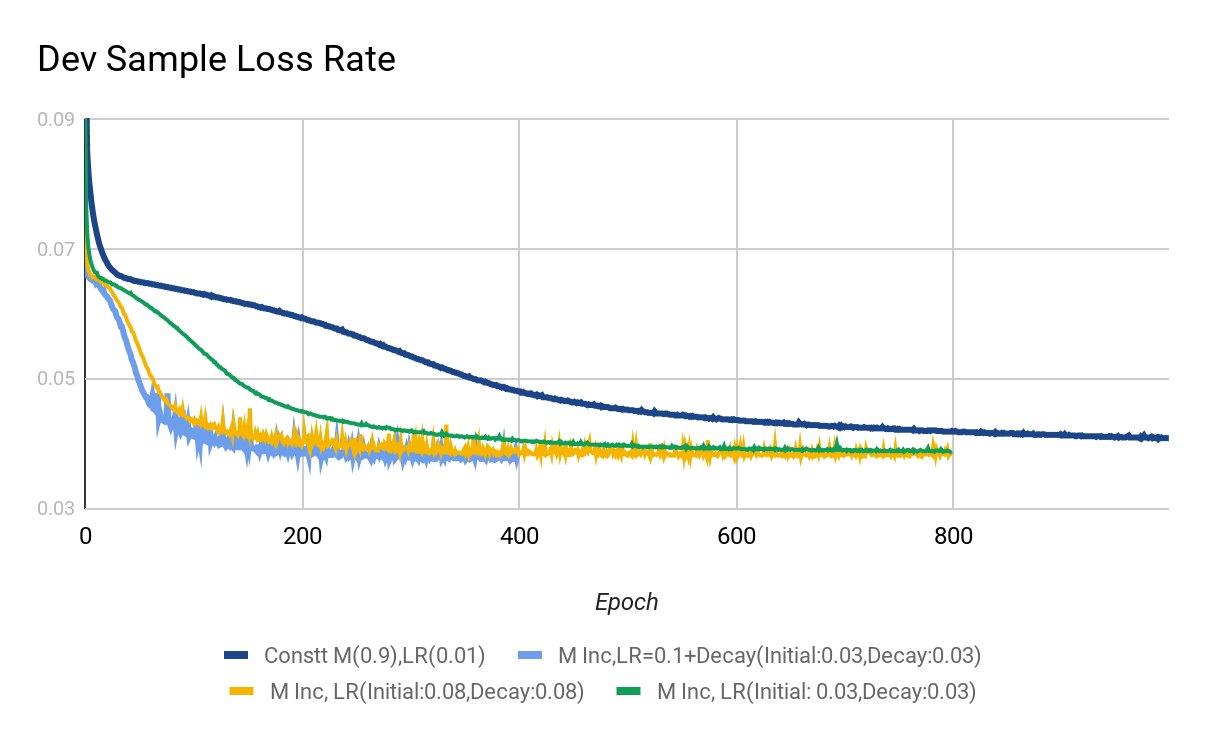 Dev Sample Loss Rate
0.09
0.07
0.05
0.03
0 200 400 600 800
Epoch
Constt M(0.9),LR(0.01) M Inc,LR=0.1+Decay(Initial:0.03,Decay:0.03)
M Inc, LR(Initial:0.08,Decay:0.08) M Inc, LR(Initial: 0.03,Decay:0.03)